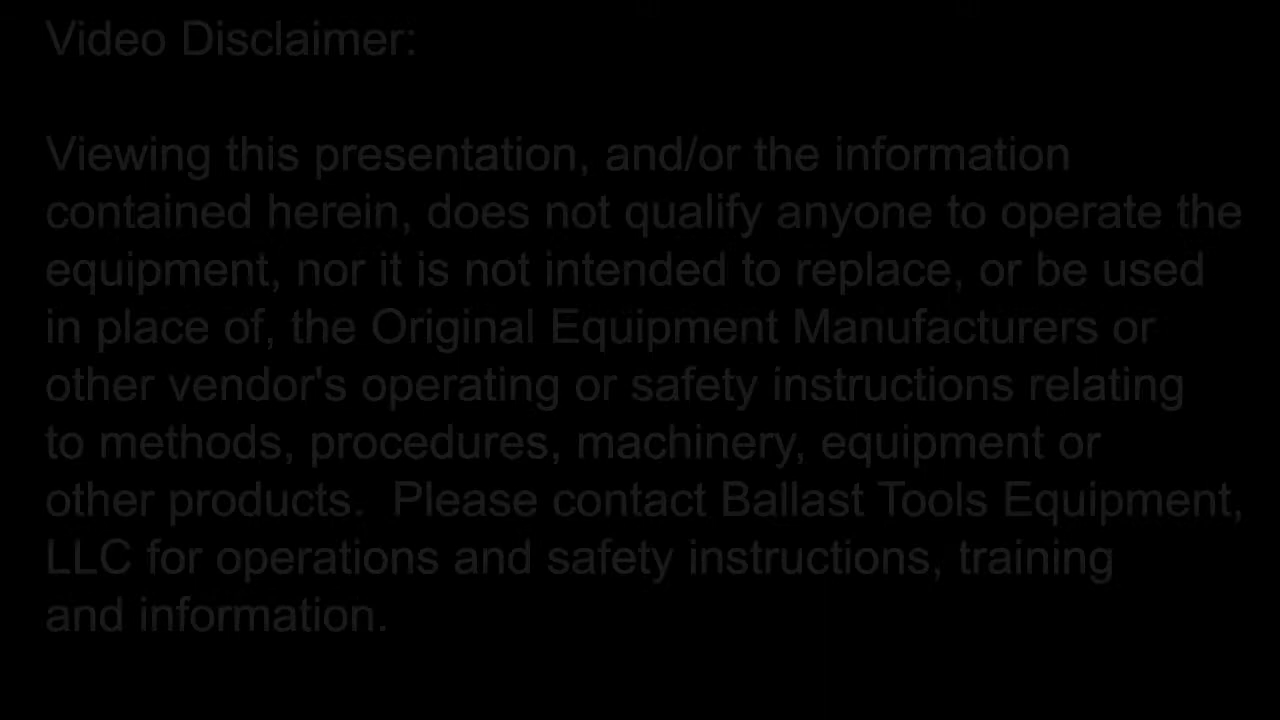 Video Disclaimer:
Viewing this presentation, and/or the information
contained herein, does not qualify anyone to operate the
equipment, nor it is not intended to replace, or be used
in place of, the Original Equipment Manufacturers or
other vendor's operating or safety instructions relating
to methods, procedures, machinery, equipment or
other products.  Please contact Ballast Tools Equipment,
LLC for operations and safety instructions, training
and information.